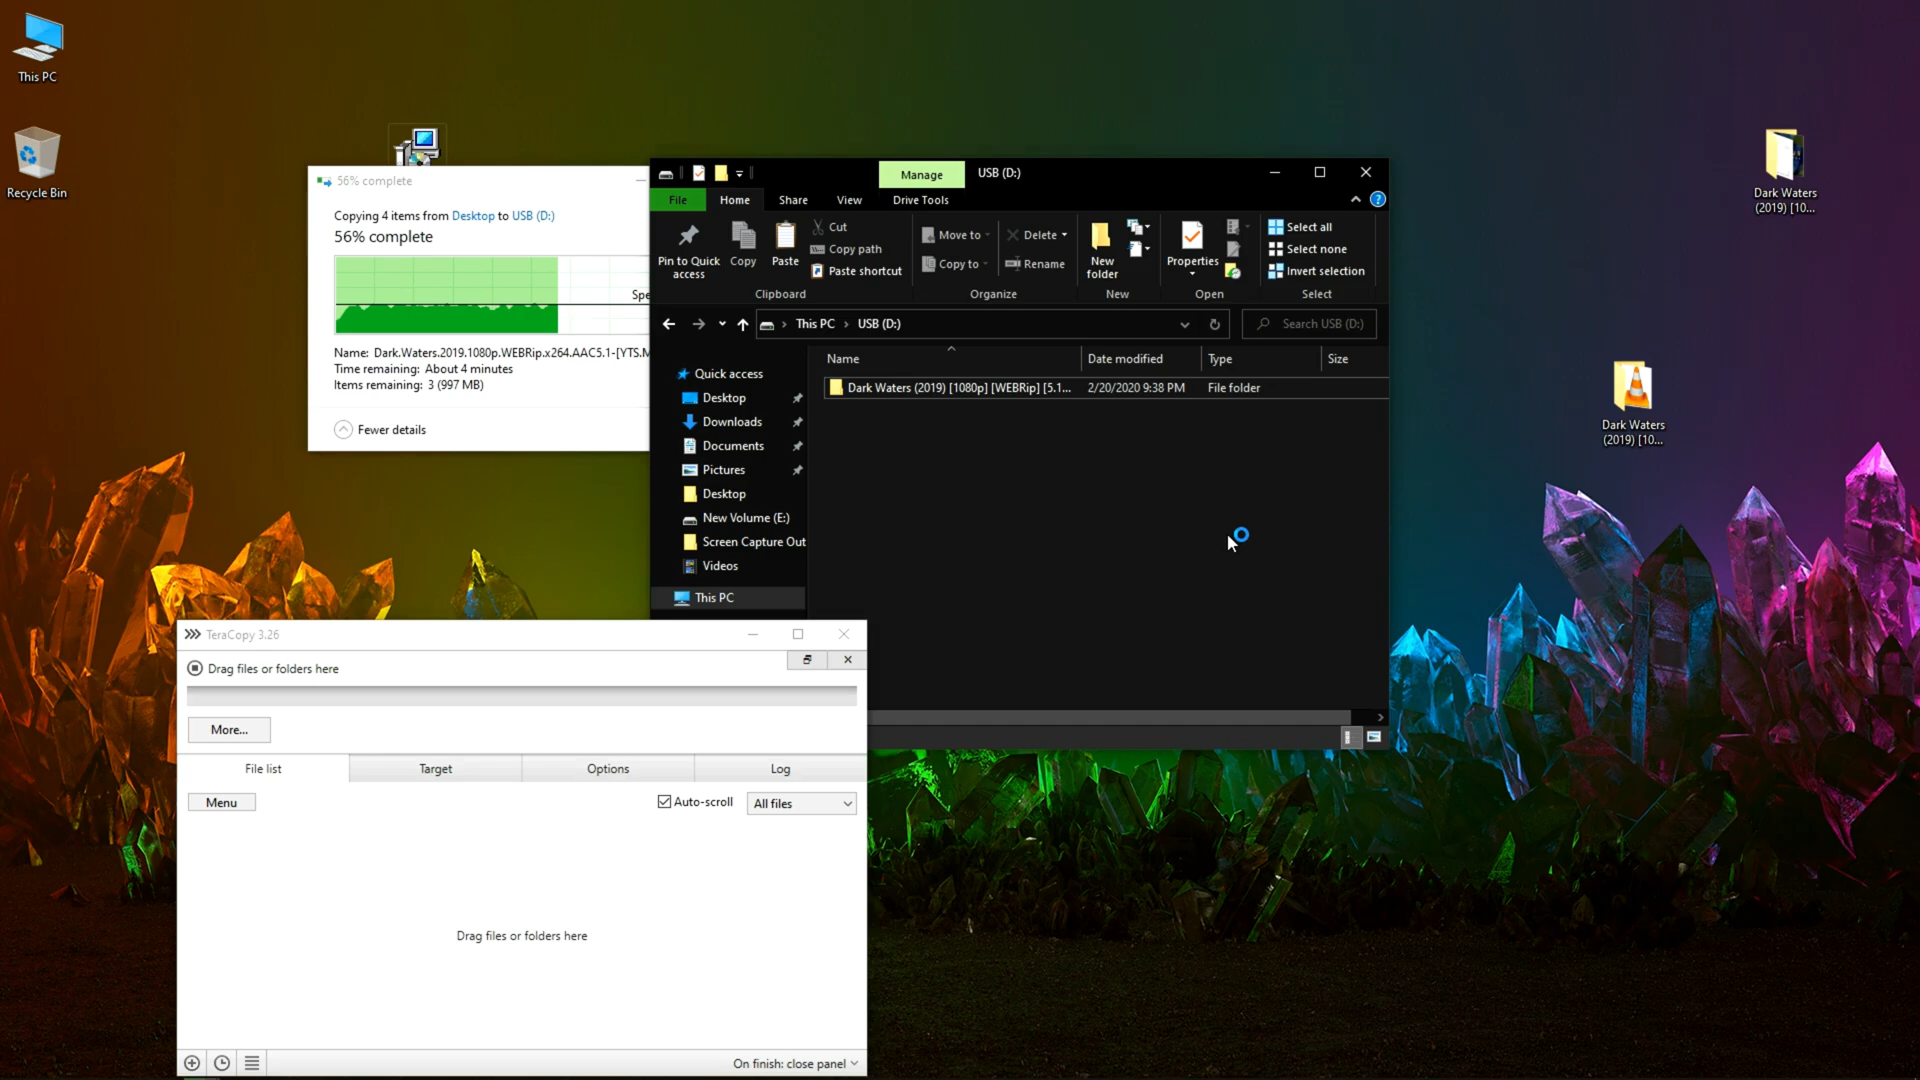 This PC
Recycle Bin
56% complete
Copying 4 items from Desktop to USB (D:)
56% complete
Spe
Name: Dark.Waters.2019.1080p.WEBRip.x264.AAC5.1-[YTS.M
Time remaining: About 4 minutes
Items remaining: 3 (997 MB)
Fewer details
Manage
USB (D:)
File
Home
Share
View
Drive Tools
Pin to Quick access
Copy
Paste
Cut
Copy path
Paste shortcut
Clipboard
Move to
Copy to
Delete
Rename
Organize
New folder
New
Properties
Open
Select all
Select none
Invert selection
Select
This PC
USB (D:)
Search USB (D:)
Name
Date modified
Type
Size
Dark Waters (2019) [1080p] [WEBRip] [5.1...
2/20/2020 9:38 PM
File folder
Quick access
Desktop
Downloads
Documents
Pictures
Desktop
New Volume (E:)
Screen Capture Out
Videos
This PC
TeraCopy 3.26
Drag files or folders here
More...
File list
Target
Options
Log
Menu
Auto-scroll
All files
Drag files or folders here
On finish: close panel
Dark Waters
(2019) [10...
Dark Waters
(2019) [10...